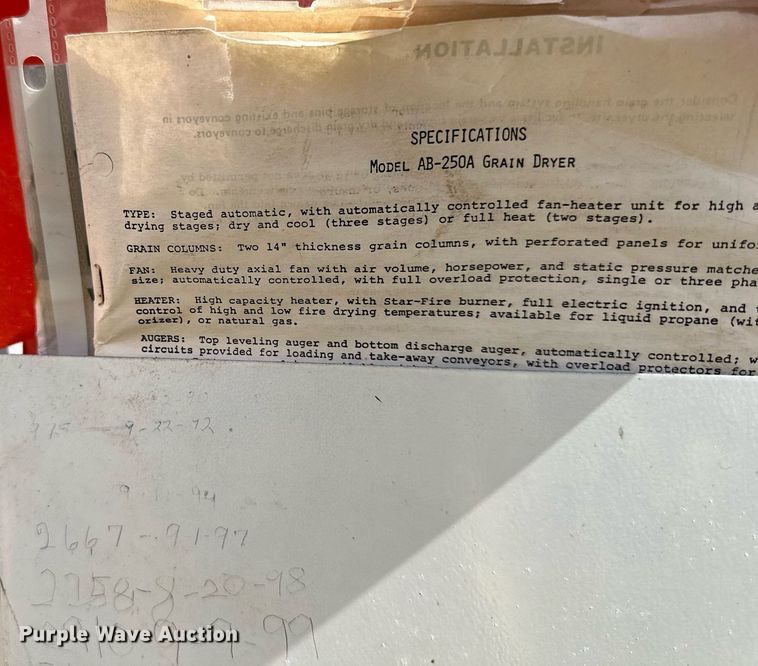 INSTALLATION
SPECIFICATIONS
MODEL AB-250A GRAIN DRYER
TYPE: Staged automatic, with automatically controlled fan-heater unit for high a
drying stages; dry and cool (three stages) or full heat (two stages).
GRAIN COLUMNS: Two 14" thickness grain columns, with perforated panels for unifo
FAN: Heavy duty axial fan with air volume, horsepower, and static pressure matche
size; automatically controlled, with full overload protection, single or three pha
HEATER: High capacity heater, with Star-Fire burner, full electric ignition, and
control of high and low fire drying temperatures; available for liquid propane (wit
orizer), or natural gas.
AUGERS: Top leveling auger and bottom discharge auger, automatically controlled; w
circuits provided for loading and take-away conveyors, with overload protectors for
9-22-92
94
2667-9-1-97
8-20-98
9-9-99
Purple Wave Auction